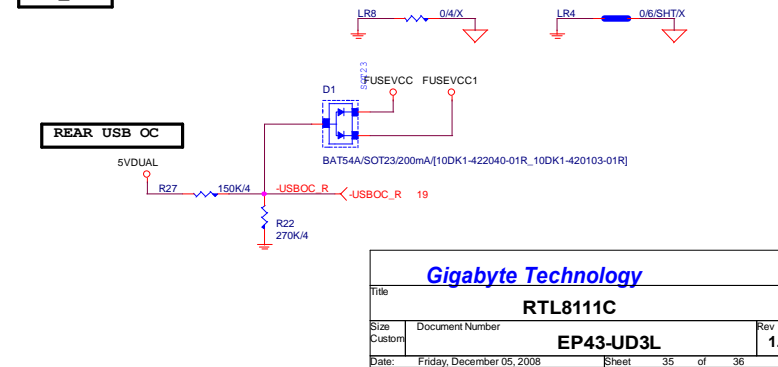 LR8 0/4/X
LR4 0/6/SHT/X
Sot23
FUSEVCC FUSEVCC1
D1
REAR USB OC
BAT54A/SOT23/200mA/[10DK1-422040-01R_10DK1-420103-01R]
5VDUAL
R27 150K/4 -USBOC_R
-USBOC_R 19
R22
270K/4
Gigabyte Technology
Title
RTL8111C
Size Document Number Rev
Custom
EP43-UD3L 1.
Date: Friday, December 05, 2008 Sheet 35 of 36